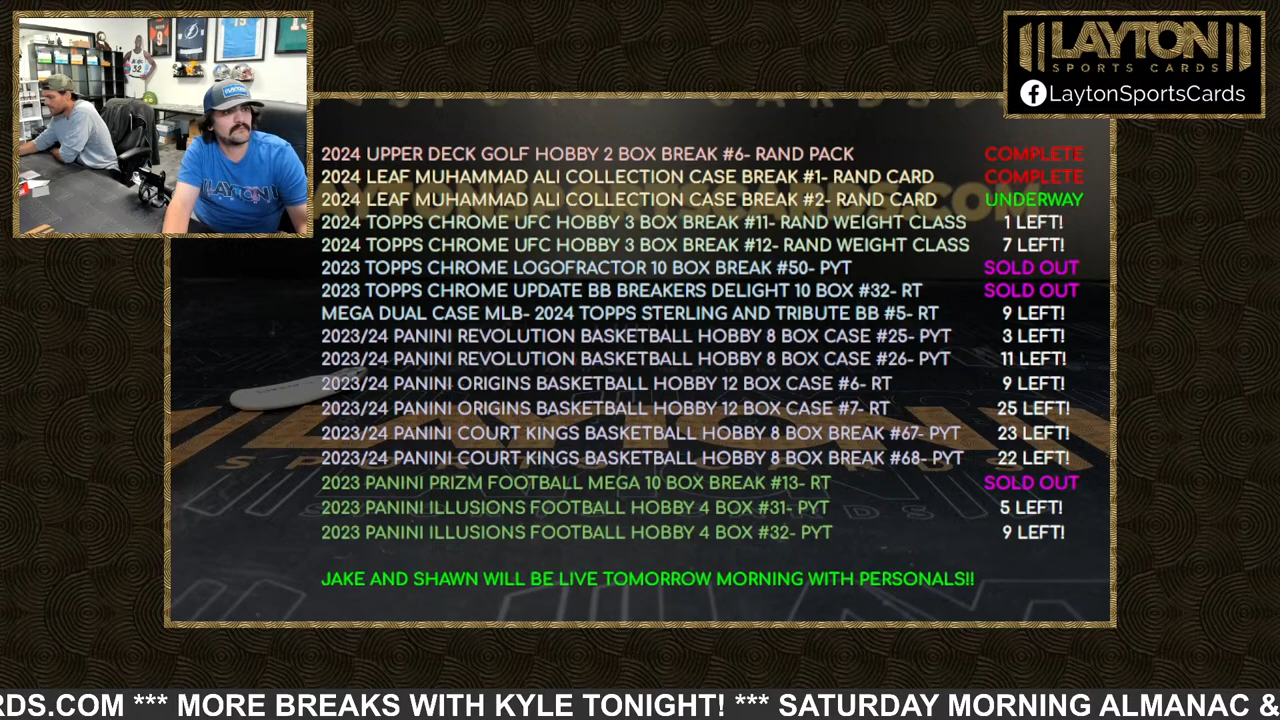 LAYTON
SPORTS CARDS
LaytonSportsCards
2024 UPPER DECK GOLF HOBBY 2 BOX BREAK #6- RAND PACK COMPLETE
2024 LEAF MUHAMMAD ALI COLLECTION CASE BREAK #1- RAND CARD COMPLETE
2024 LEAF MUHAMMAD ALI COLLECTION CASE BREAK #2- RAND CARD UNDERWAY
2024 TOPPS CHROME UFC HOBBY 3 BOX BREAK #11- RAND WEIGHT CLASS 1 LEFT!
2024 TOPPS CHROME UFC HOBBY 3 BOX BREAK #12- RAND WEIGHT CLASS 7 LEFT!
2023 TOPPS CHROME LOGOFRACTOR 10 BOX BREAK #50- PYT SOLD OUT
2023 TOPPS CHROME UPDATE BB BREAKERS DELIGHT 10 BOX #32- RT SOLD OUT
MEGA DUAL CASE MLB- 2024 TOPPS STERLING AND TRIBUTE BB #5- RT 9 LEFT!
2023/24 PANINI REVOLUTION BASKETBALL HOBBY 8 BOX CASE #25- PYT 3 LEFT!
2023/24 PANINI REVOLUTION BASKETBALL HOBBY 8 BOX CASE #26- PYT 11 LEFT!
2023/24 PANINI ORIGINS BASKETBALL HOBBY 12 BOX CASE #6- RT 9 LEFT!
2023/24 PANINI ORIGINS BASKETBALL HOBBY 12 BOX CASE #7- RT 25 LEFT!
2023/24 PANINI COURT KINGS BASKETBALL HOBBY 8 BOX BREAK #67- PYT 23 LEFT!
2023/24 PANINI COURT KINGS BASKETBALL HOBBY 8 BOX BREAK #68- PYT 22 LEFT!
2023 PANINI PRIZM FOOTBALL MEGA 10 BOX BREAK #13- RT SOLD OUT
2023 PANINI ILLUSIONS FOOTBALL HOBBY 4 BOX #31- PYT 5 LEFT!
2023 PANINI ILLUSIONS FOOTBALL HOBBY 4 BOX #32- PYT 9 LEFT!
JAKE AND SHAWN WILL BE LIVE TOMORROW MORNING WITH PERSONALS!!
RDS.COM *** MORE BREAKS WITH KYLE TONIGHT! *** SATURDAY MORNING ALMANAC &